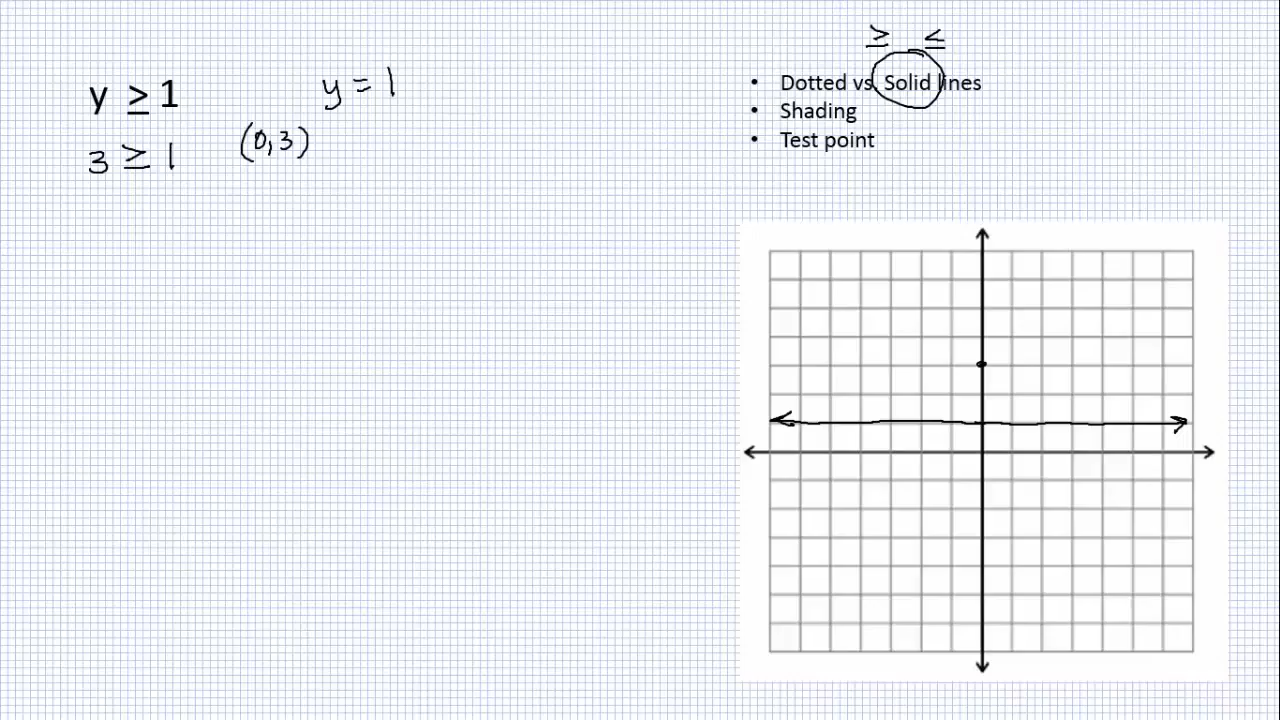 y ≥ 1
y = 1
3 ≥ 1
(0,3)
≥ ≤
• Dotted vs. Solid lines
• Shading
• Test point